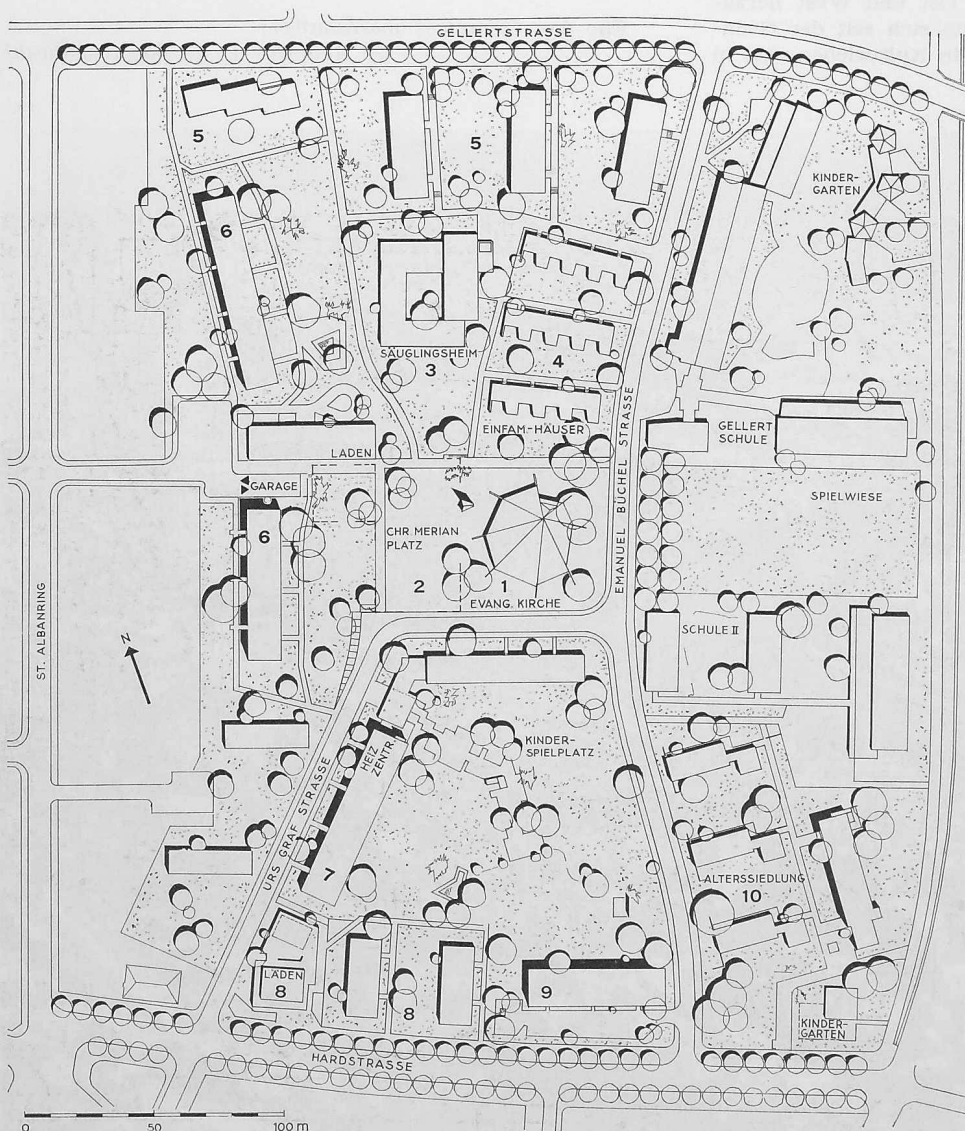 GELLERTSTRASSE
5
5
KINDER-
GARTEN
6
SÄUGLINGSHEIM
3
4
EINFAM.-HÄUSER
LADEN
GELLERT
SCHULE
GARAGE
SPIELWIESE
6
CHR MERIAN
PLATZ
EMANUEL BÜCHEL STRASSE
2
1
EVANG. KIRCHE
SCHULE II
ST. ALBANRING
N
KINDER-
SPIELPLATZ
HEIZ
ZENTR.
URS GRAF STRASSE
7
ALTERSSIEDLUNG
10
LÄDEN
8
8
9
KINDER-
GARTEN
HARDSTRASSE
0 50 100 m